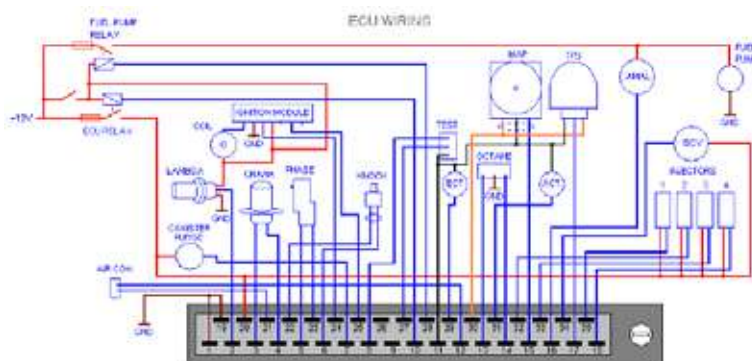 ECU WIRING
FUEL PUMP
RELAY
MAP
TPS
FUEL
PUMP
IGNITION MODULE
COIL
GND
TEST
~12V
ECU RELAY
OCTANE
INJECTORS
1 2 3 4
LAMBDA
CRANK
PHASE
KNOCK
ECT
ACT
GND
GND
CANISTER
PURGE
AIR CON
GND
19 20 21 22 23 24 25 26 27 28 29 30 31 32 33 34 35
1 2 3 4 5 6 7 8 9 10 11 12 13 14 15 16 17 18